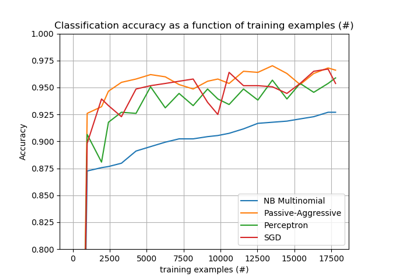 Classification accuracy as a function of training examples (#)
1.000
0.975
0.950
0.925
0.900
0.875
0.850
0.825
0.800
Accuracy
NB Multinomial
Passive-Aggressive
Perceptron
SGD
0 2500 5000 7500 10000 12500 15000 17500
training examples (#)